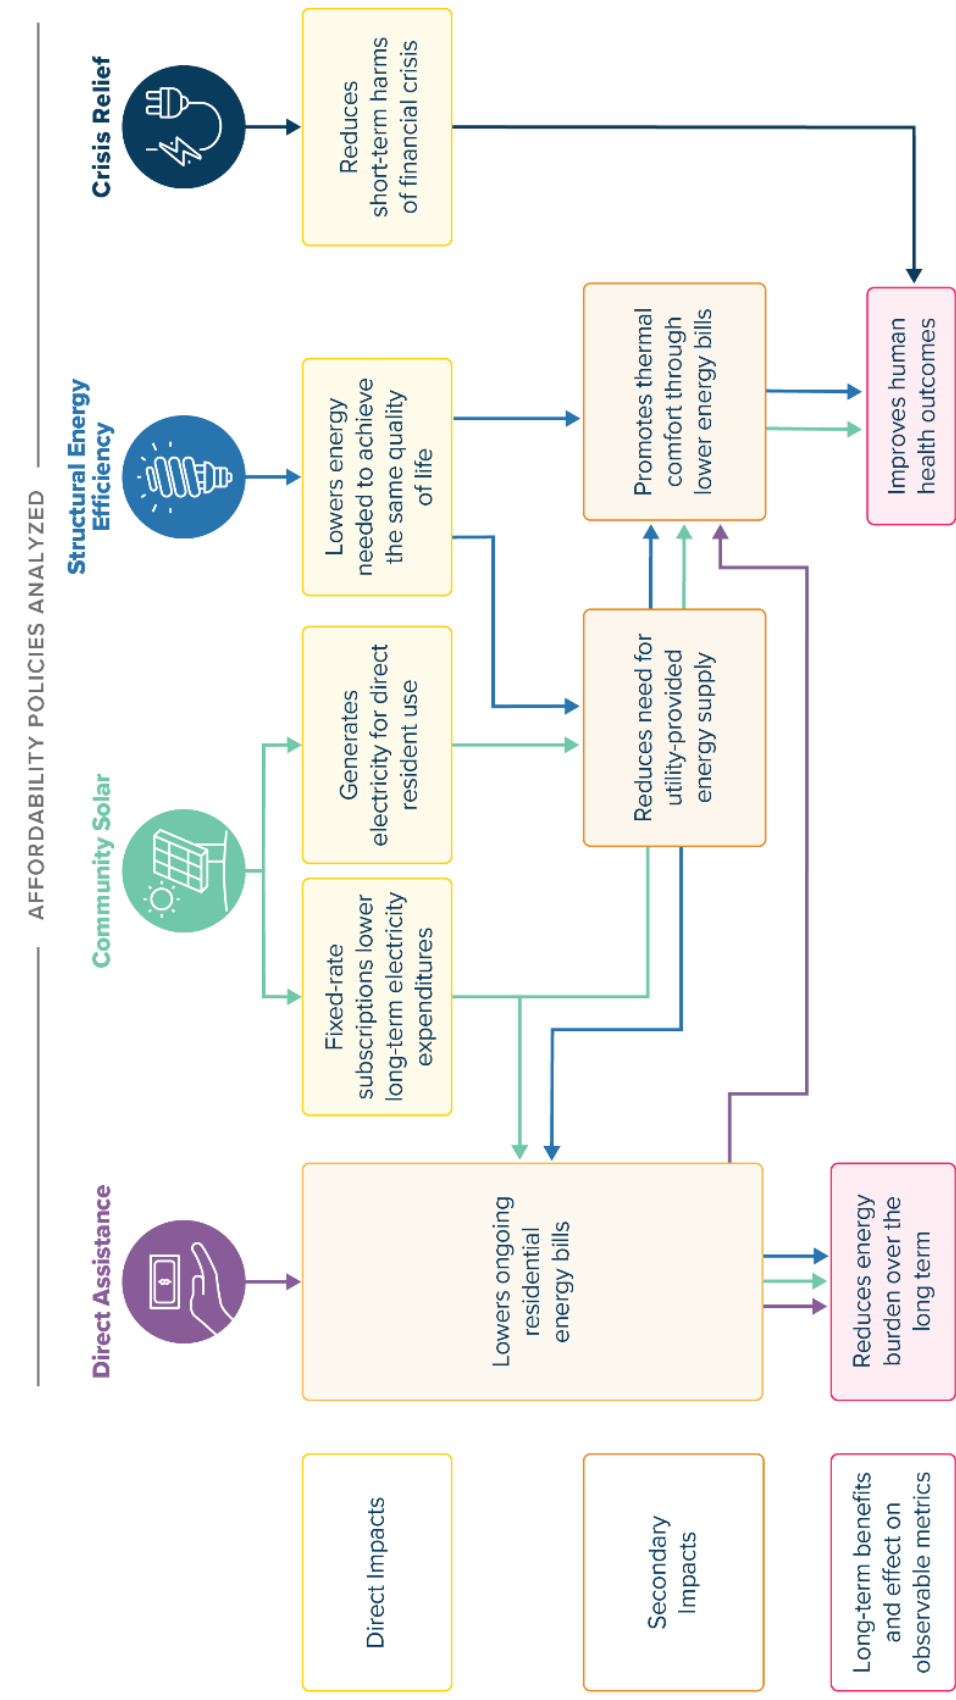 AFFORDABILITY POLICIES ANALYZED
Direct Assistance
Community Solar
Structural Energy
Efficiency
Crisis Relief
Direct Impacts
Lowers ongoing
residential
energy bills
Fixed-rate
subscriptions lower
long-term electricity
expenditures
Generates
electricity for direct
resident use
Lowers energy
needed to achieve
the same quality
of life
Reduces
short-term harms
of financial crisis
Secondary
Impacts
Reduces need for
utility-provided
energy supply
Promotes thermal
comfort through
lower energy bills
Long-term benefits
and effect on
observable metrics
Reduces energy
burden over the
long term
Improves human
health outcomes